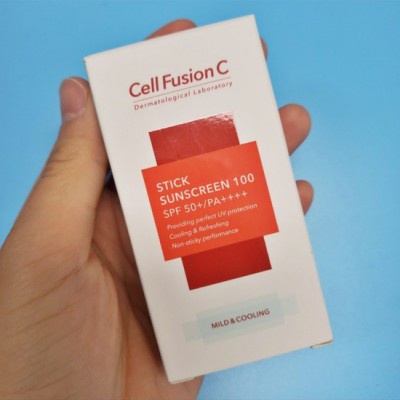 Cell Fusion C
Dermatological Laboratory
STICK
SUNSCREEN 100
SPF 50+/PA++++
Providing perfect UV protection
Cooling & Refreshing
Non-sticky performance
MILD & COOLING